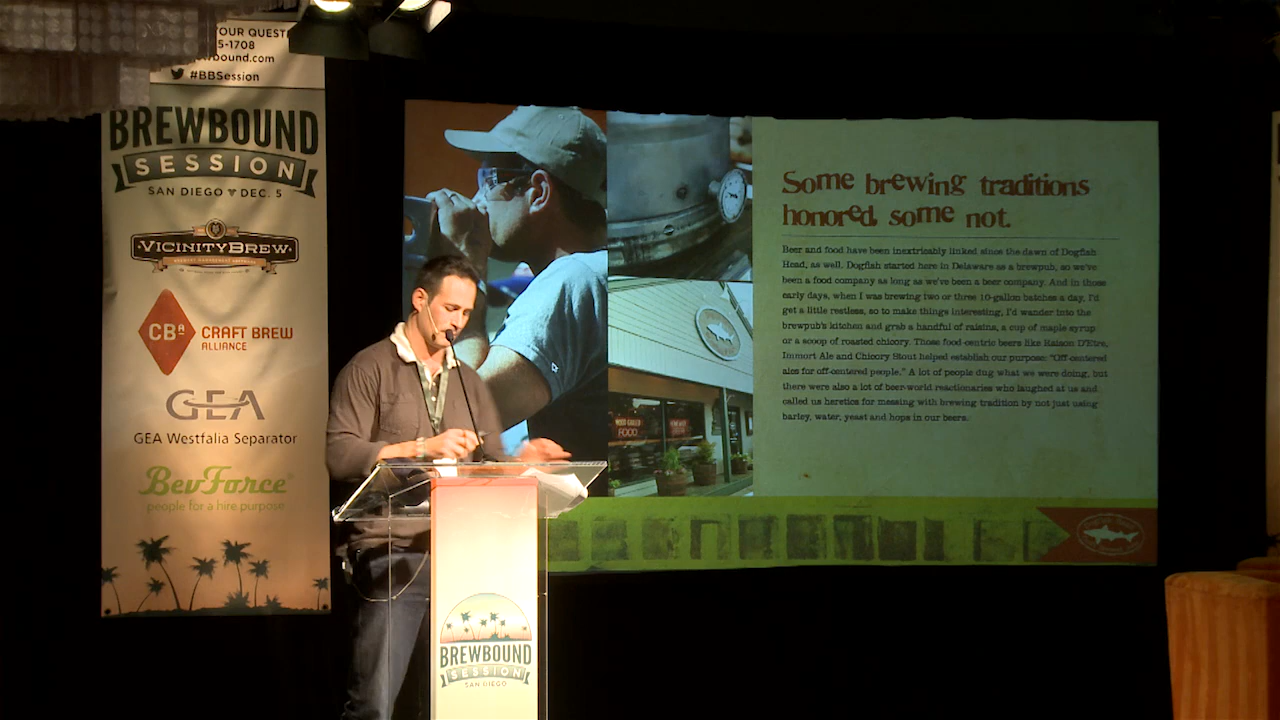 OUR QUEST
5-1708
wbound.com
#BBSession
BREWBOUND
SESSION
SAN DIEGO DEC. 5
VICINITYBREW
CBA CRAFT BREW
ALLIANCE
GEA
GEA Westfalia Separator
BevForce
people for a hire purpose
Some brewing traditions
honored, some not.
Beer and food have been inextricably linked since the dawn of Dogfish
Head, as well. Dogfish started here in Delaware as a brewpub, so we've
been a food company as long as we've been a beer company. And in those
early days, when I was brewing two or three 10-gallon batches a day, I'd
get a little restless, so to make things interesting, I'd wander into the
brewpub's kitchen and grab a handful of raisins, a cup of maple syrup
or a scoop of roasted chicory. Those food-centric beers like Raison D'Etre,
Immort Ale and Chicory Stout helped establish our purpose: "Off-centered
ales for off-centered people." A lot of people dug what we were doing, but
there were also a lot of beer-world reactionaries who laughed at us and
called us heretics for messing with brewing tradition by not just using
barley, water, yeast and hops in our beers.
FOOD
BREWBOUND
SESSION
SAN DIEGO